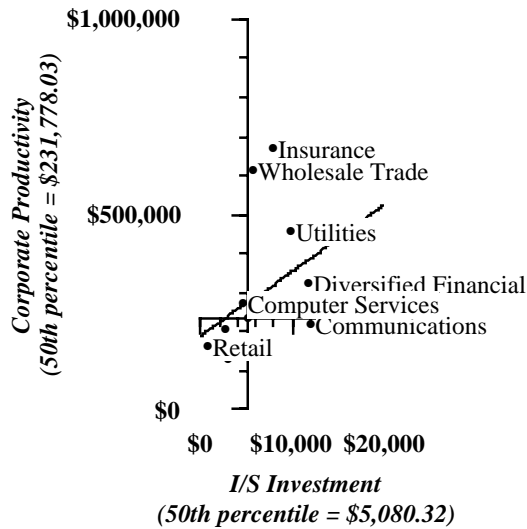 $1,000,000
Corporate Productivity
(50th percentile = $231,778.03)
Insurance
Wholesale Trade
$500,000
Utilities
Diversified Financial
Computer Services
Communications
Retail
$0
$0 $10,000 $20,000
I/S Investment
(50th percentile = $5,080.32)